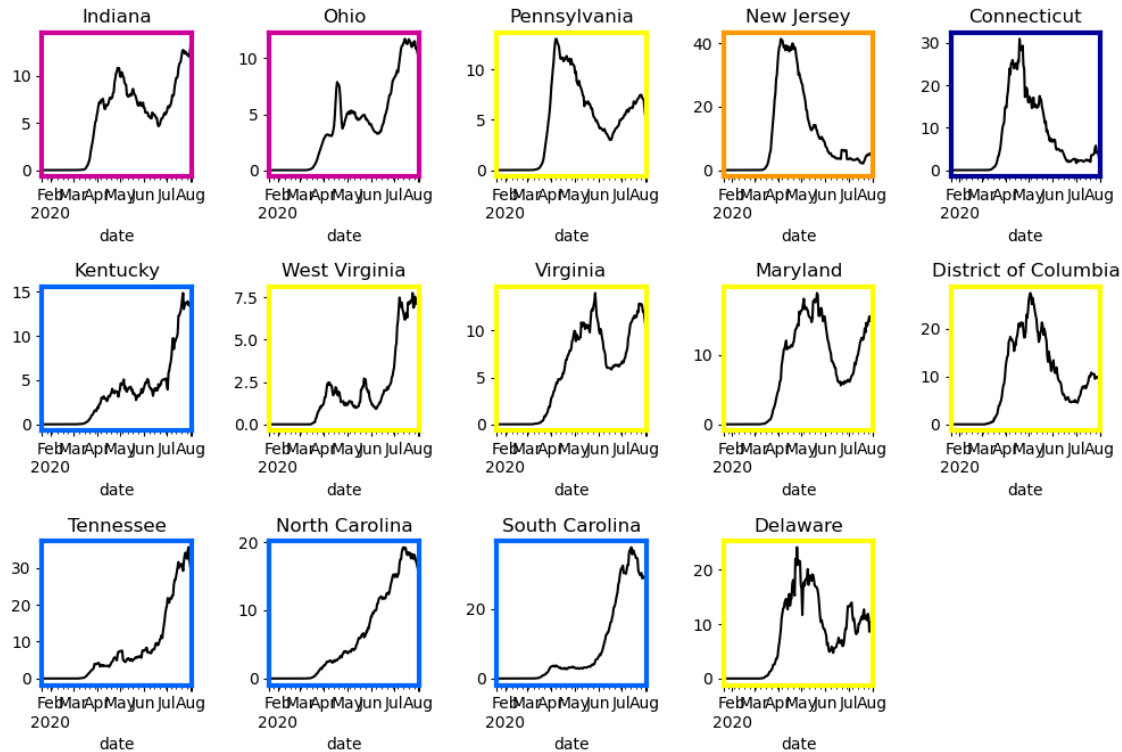 Indiana
Ohio
Pennsylvania
New Jersey
Connecticut
10
5
0
Feb Mar Apr May Jun Jul Aug
2020
date
10
5
0
Feb Mar Apr May Jun Jul Aug
2020
date
10
5
0
Feb Mar Apr May Jun Jul Aug
2020
date
40
20
0
Feb Mar Apr May Jun Jul Aug
2020
date
30
20
10
0
Feb Mar Apr May Jun Jul Aug
2020
date
Kentucky
West Virginia
Virginia
Maryland
District of Columbia
15
10
5
0
Feb Mar Apr May Jun Jul Aug
2020
date
7.5
5.0
2.5
0.0
Feb Mar Apr May Jun Jul Aug
2020
date
10
5
0
Feb Mar Apr May Jun Jul Aug
2020
date
10
0
Feb Mar Apr May Jun Jul Aug
2020
date
20
10
0
Feb Mar Apr May Jun Jul Aug
2020
date
Tennessee
North Carolina
South Carolina
Delaware
30
20
10
0
Feb Mar Apr May Jun Jul Aug
2020
date
20
10
0
Feb Mar Apr May Jun Jul Aug
2020
date
20
0
Feb Mar Apr May Jun Jul Aug
2020
date
20
10
0
Feb Mar Apr May Jun Jul Aug
2020
date